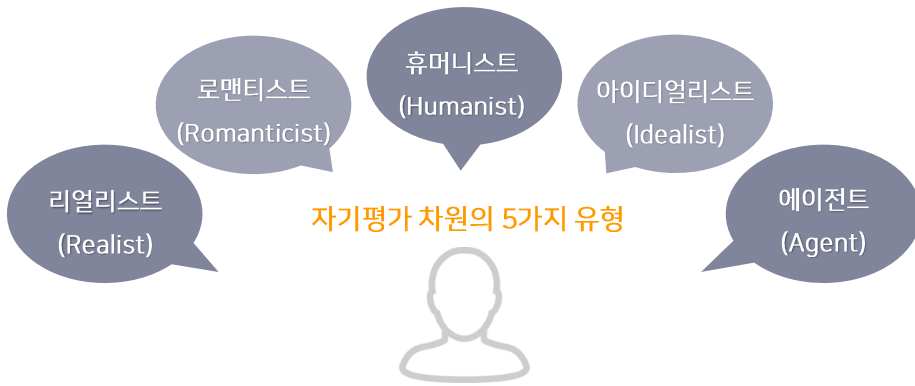 리얼리스트
(Realist)
로맨티스트
(Romanticist)
휴머니스트
(Humanist)
아이디얼리스트
(Idealist)
에이전트
(Agent)
자기평가 차원의 5가지 유형